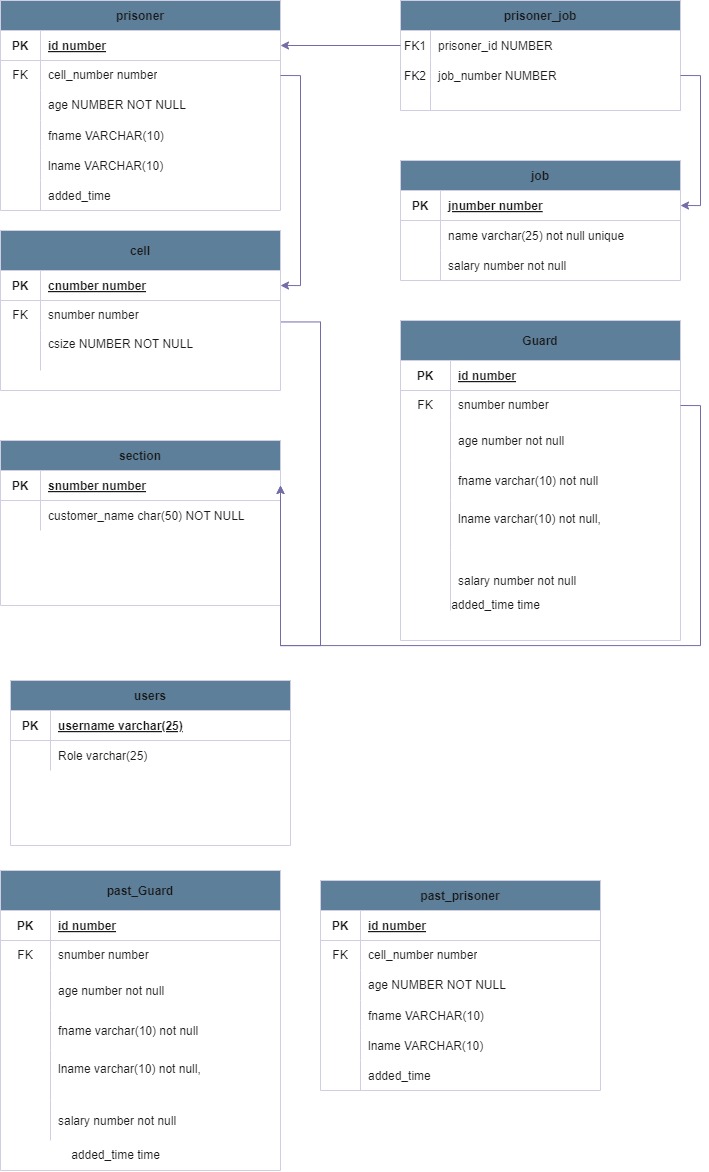 prisoner
PK id number
FK cell_number number
age NUMBER NOT NULL
fname VARCHAR(10)
lname VARCHAR(10)
added_time
prisoner_job
FK1 prisoner_id NUMBER
FK2 job_number NUMBER
job
PK jnumber number
name varchar(25) not null unique
salary number not null
cell
PK cnumber number
FK snumber number
csize NUMBER NOT NULL
Guard
PK id number
FK snumber number
age number not null
fname varchar(10) not null
lname varchar(10) not null,
salary number not null
added_time time
section
PK snumber number
customer_name char(50) NOT NULL
users
PK username varchar(25)
Role varchar(25)
past_Guard
PK id number
FK snumber number
age number not null
fname varchar(10) not null
lname varchar(10) not null,
salary number not null
added_time time
past_prisoner
PK id number
FK cell_number number
age NUMBER NOT NULL
fname VARCHAR(10)
lname VARCHAR(10)
added_time